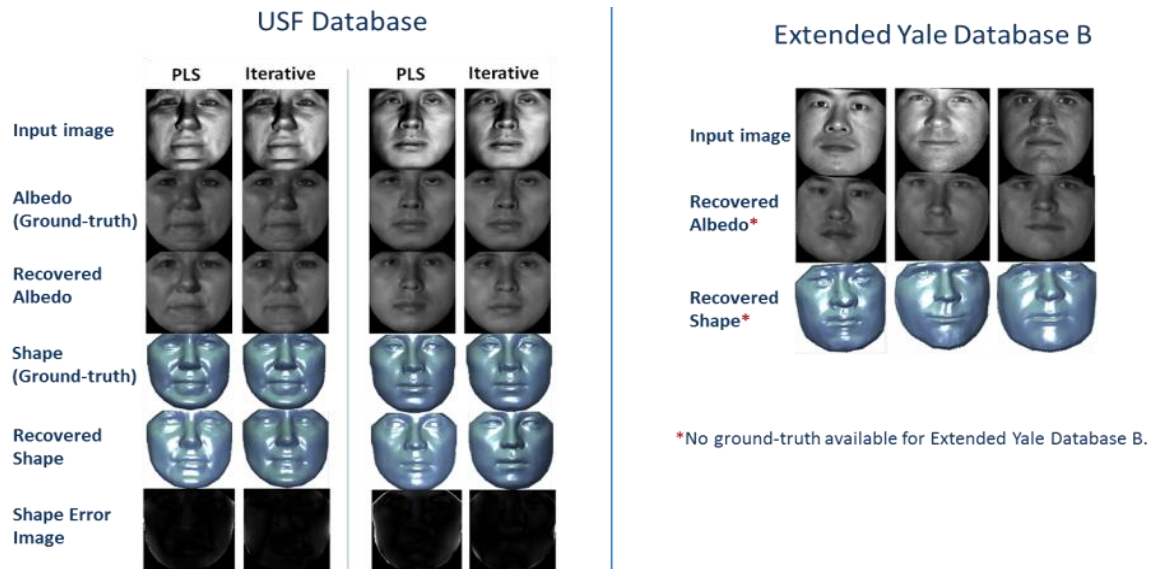 USF Database
PLS
Iterative
PLS
Iterative
Input image
Albedo
(Ground-truth)
Recovered
Albedo
Shape
(Ground-truth)
Recovered
Shape
Shape Error
Image
Extended Yale Database B
Input image
Recovered
Albedo*
Recovered
Shape*
*No ground-truth available for Extended Yale Database B.